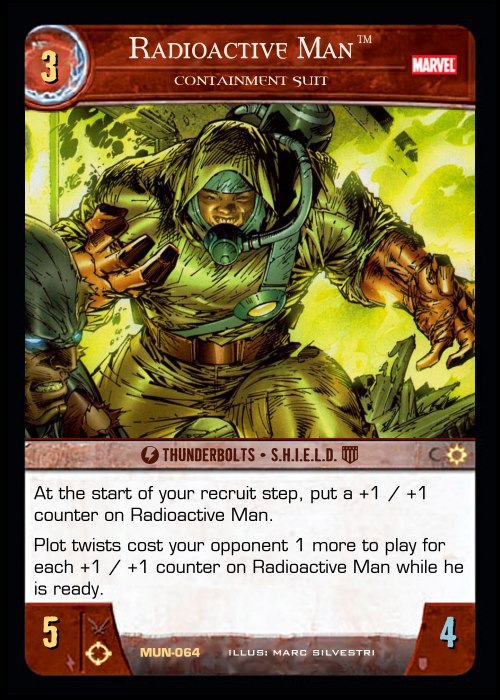 3
RADIOACTIVE MAN™
CONTAINMENT SUIT
MARVEL
THUNDERBOLTS • S.H.I.E.L.D.
C
At the start of your recruit step, put a +1 / +1
counter on Radioactive Man.
Plot twists cost your opponent 1 more to play for
each +1 / +1 counter on Radioactive Man while he
is ready.
5
MUN-064 ILLUS: MARC SILVESTRI
4